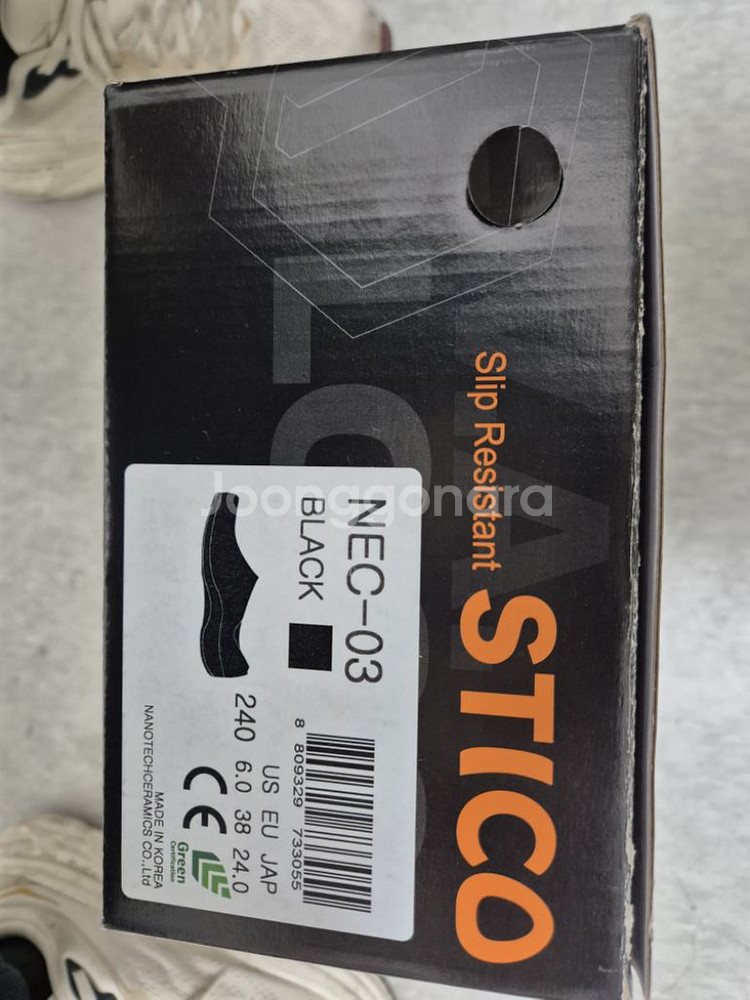 Slip Resistant STICO
NEC-03
BLACK
8 809329 733055
US EU JAP
240 6.0 38 24.0
CE
Green
Certification
MADE IN KOREA
NANOTECHCERAMICS CO.,Ltd
Joonggonara